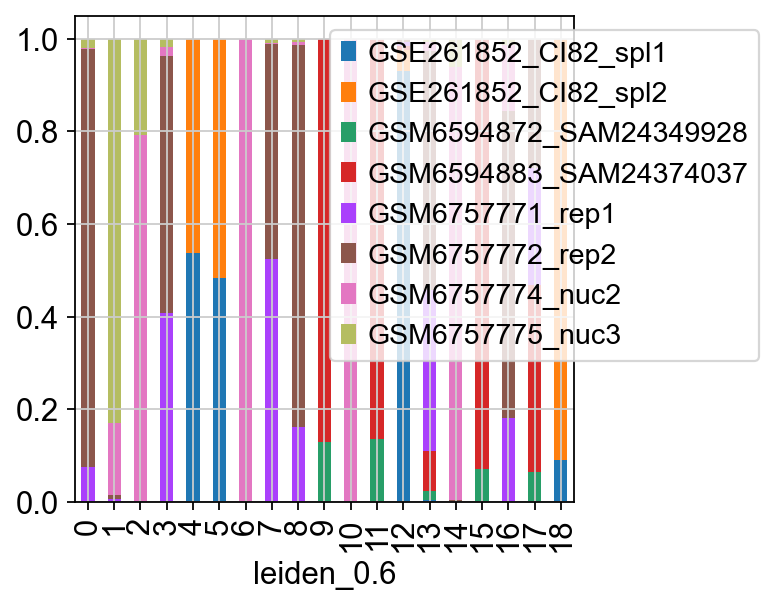 1.0
0.8
0.6
0.4
0.2
0.0
GSE261852_CI82_spl1
GSE261852_CI82_spl2
GSM6594872_SAM24349928
GSM6594883_SAM24374037
GSM6757771_rep1
GSM6757772_rep2
GSM6757774_nuc2
GSM6757775_nuc3
0 1 2 3 4 5 6 7 8 9 10 11 12 13 14 15 16 17 18
leiden_0.6